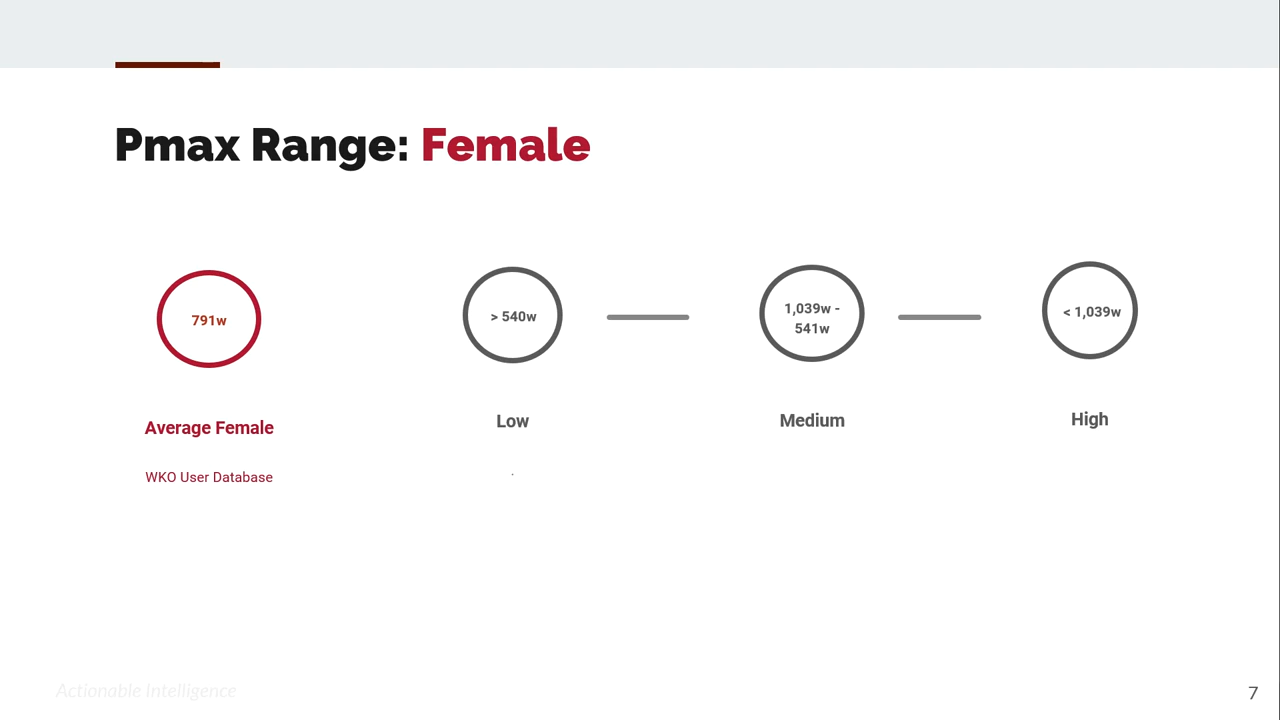 Pmax Range: Female
791w
> 540w
1,039w -
541w
< 1,039w
Average Female
Low
Medium
High
WKO User Database
Actionable Intelligence
7